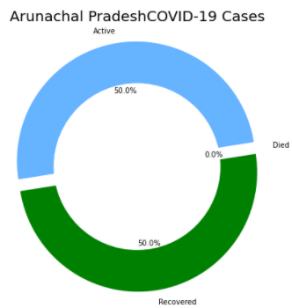 Arunachal PradeshCOVID-19 Cases
Active
50.0%
Died
0.0%
50.0%
Recovered